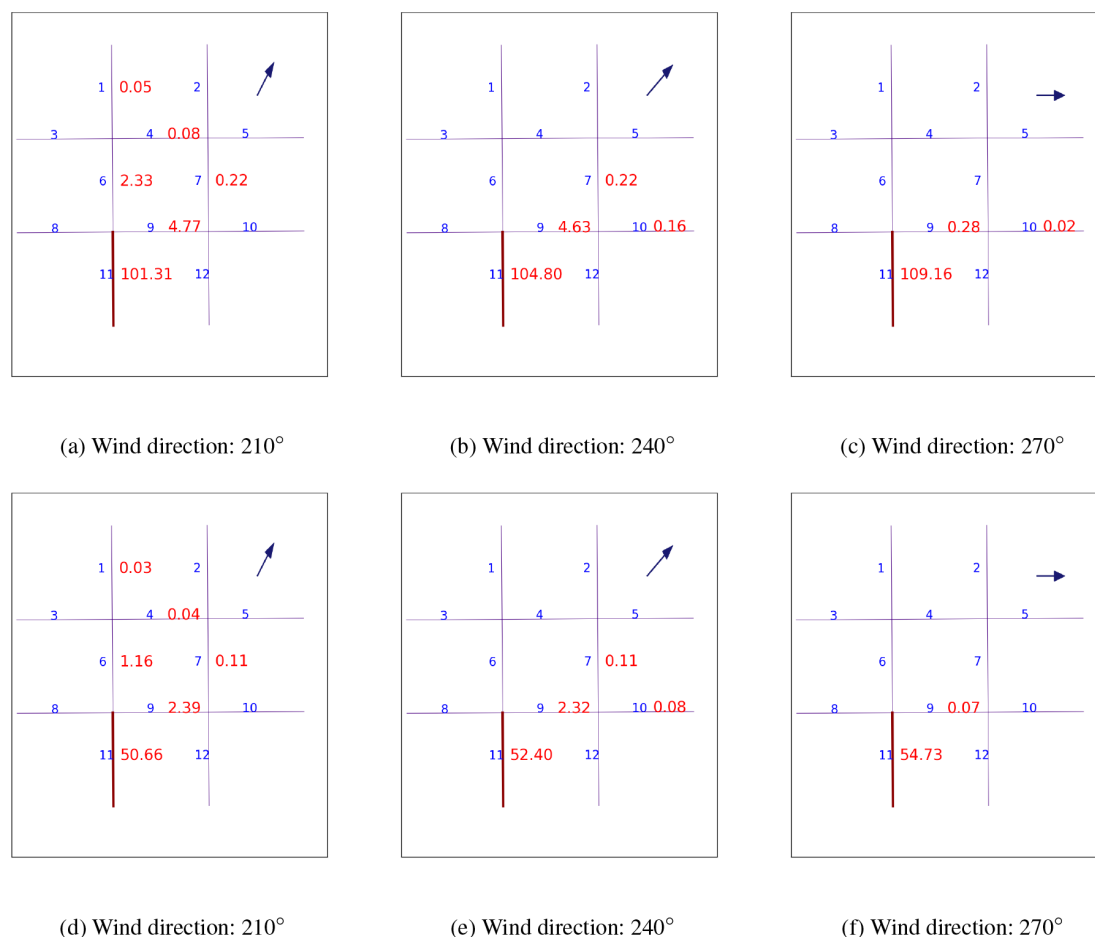 1 0.05 2 1 2 1 2
3 4 0.08 5 3 4 5 3 4 5
6 2.33 7 0.22 6 7 0.22 6 7
8 9 4.77 10 8 9 4.63 10 0.16 8 9 0.28 10 0.02
11 101.31 12 11 104.80 12 11 109.16 12
(a) Wind direction: 210° (b) Wind direction: 240° (c) Wind direction: 270°
1 0.03 2 1 2 1 2
3 4 0.04 5 3 4 5 3 4 5
6 1.16 7 0.11 6 7 0.11 6 7
8 9 2.39 10 8 9 2.32 10 0.08 8 9 0.07 10
11 50.66 12 11 52.40 12 11 54.73 12
(d) Wind direction: 210° (e) Wind direction: 240° (f) Wind direction: 270°